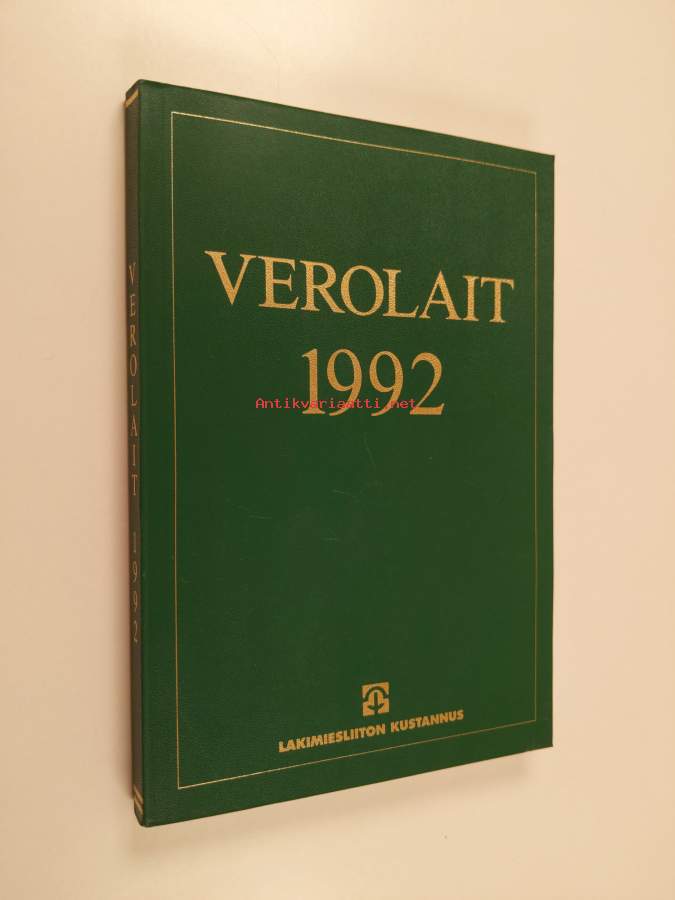 VEROLAIT
1992
Antikvariaatti.net
LAKIMIESLIITON KUSTANNUS
VEROLAIT 1992